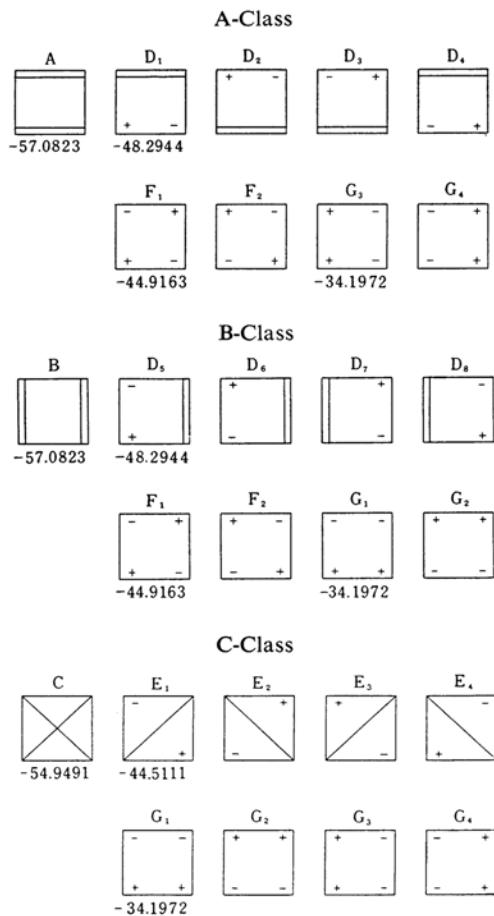 A-Class
A D₁ D₂ D₃ D₄
+ − − +
+ − − +
−57.0823 −48.2944
F₁ F₂ G₃ G₄
− + + − + − − +
+ − − + + − − +
−44.9163 −34.1972
B-Class
B D₅ D₆ D₇ D₈
− + + −
+ − − +
−57.0823 −48.2944
F₁ F₂ G₁ G₂
− + + − − − + +
+ − − + + + − −
−44.9163 −34.1972
C-Class
C E₁ E₂ E₃ E₄
− + + −
+ − − +
−54.9491 −44.5111
G₁ G₂ G₃ G₄
− − + + + − − +
+ + − − + − − +
−34.1972